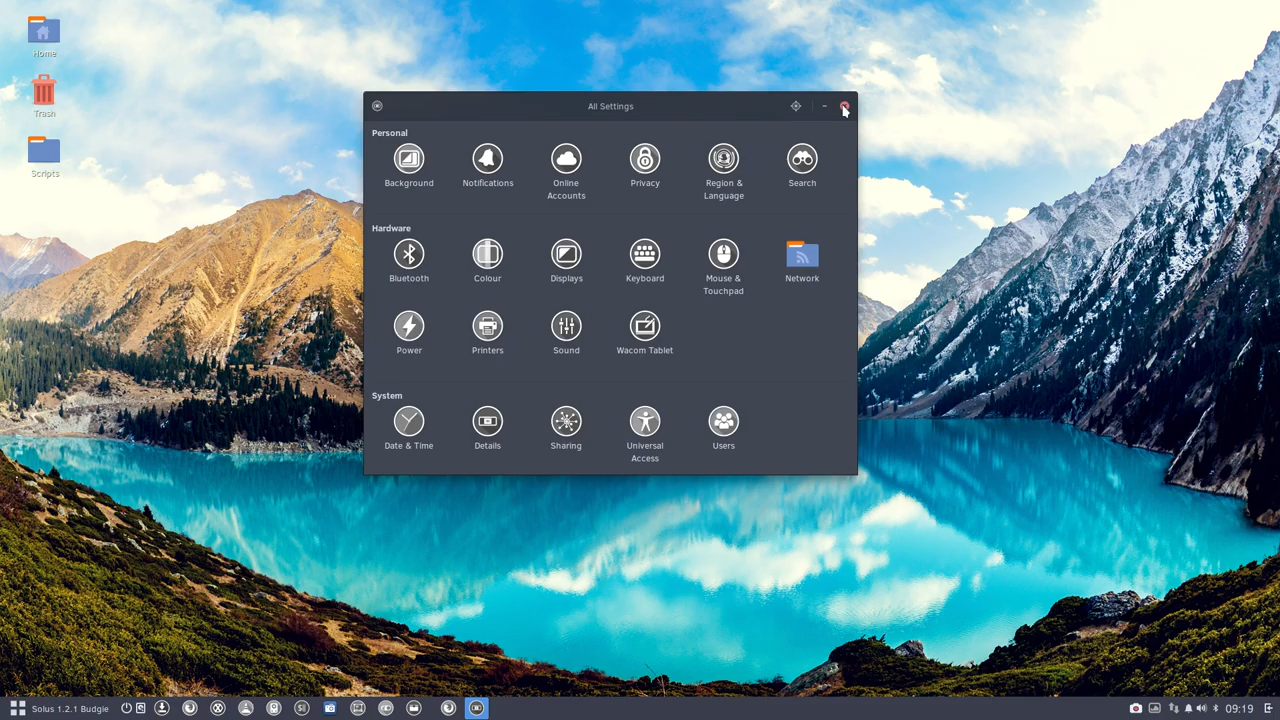 Home
Trash
Scripts
All Settings
Personal
Background
Notifications
Online
Accounts
Privacy
Region &
Language
Search
Hardware
Bluetooth
Colour
Displays
Keyboard
Mouse &
Touchpad
Network
Power
Printers
Sound
Wacom Tablet
System
Date & Time
Details
Sharing
Universal
Access
Users
Solus 1.2.1 Budgie
09:19